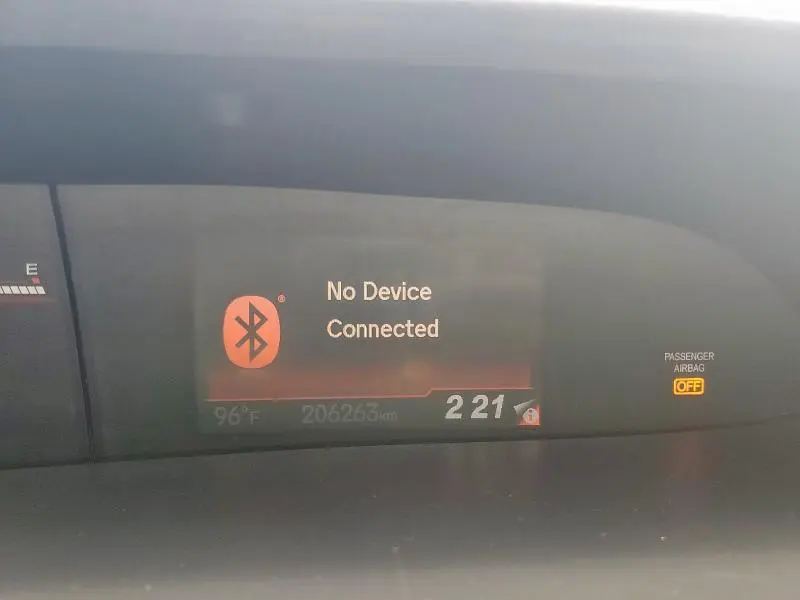 E
No Device
Connected
PASSENGER
AIRBAG
OFF
96°F 206263km 2 21